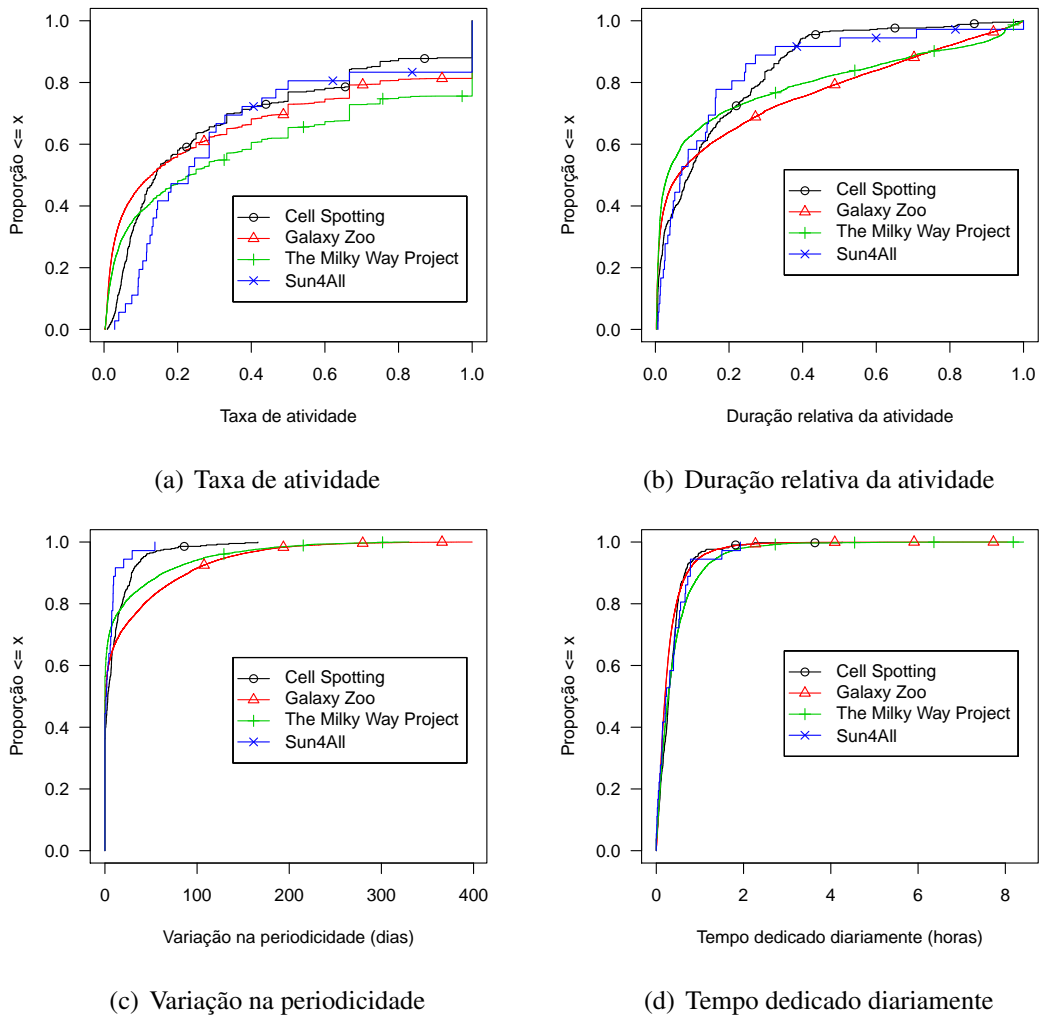 1.0
0.8
0.6
0.4
0.2
0.0
Proporção <= x
Cell Spotting
Galaxy Zoo
The Milky Way Project
Sun4All
0.0 0.2 0.4 0.6 0.8 1.0
Taxa de atividade
(a) Taxa de atividade
1.0
0.8
0.6
0.4
0.2
0.0
Proporção <= x
Cell Spotting
Galaxy Zoo
The Milky Way Project
Sun4All
0.0 0.2 0.4 0.6 0.8 1.0
Duração relativa da atividade
(b) Duração relativa da atividade
1.0
0.8
0.6
0.4
0.2
0.0
Proporção <= x
Cell Spotting
Galaxy Zoo
The Milky Way Project
Sun4All
0 100 200 300 400
Variação na periodicidade (dias)
(c) Variação na periodicidade
1.0
0.8
0.6
0.4
0.2
0.0
Proporção <= x
Cell Spotting
Galaxy Zoo
The Milky Way Project
Sun4All
0 2 4 6 8
Tempo dedicado diariamente (horas)
(d) Tempo dedicado diariamente